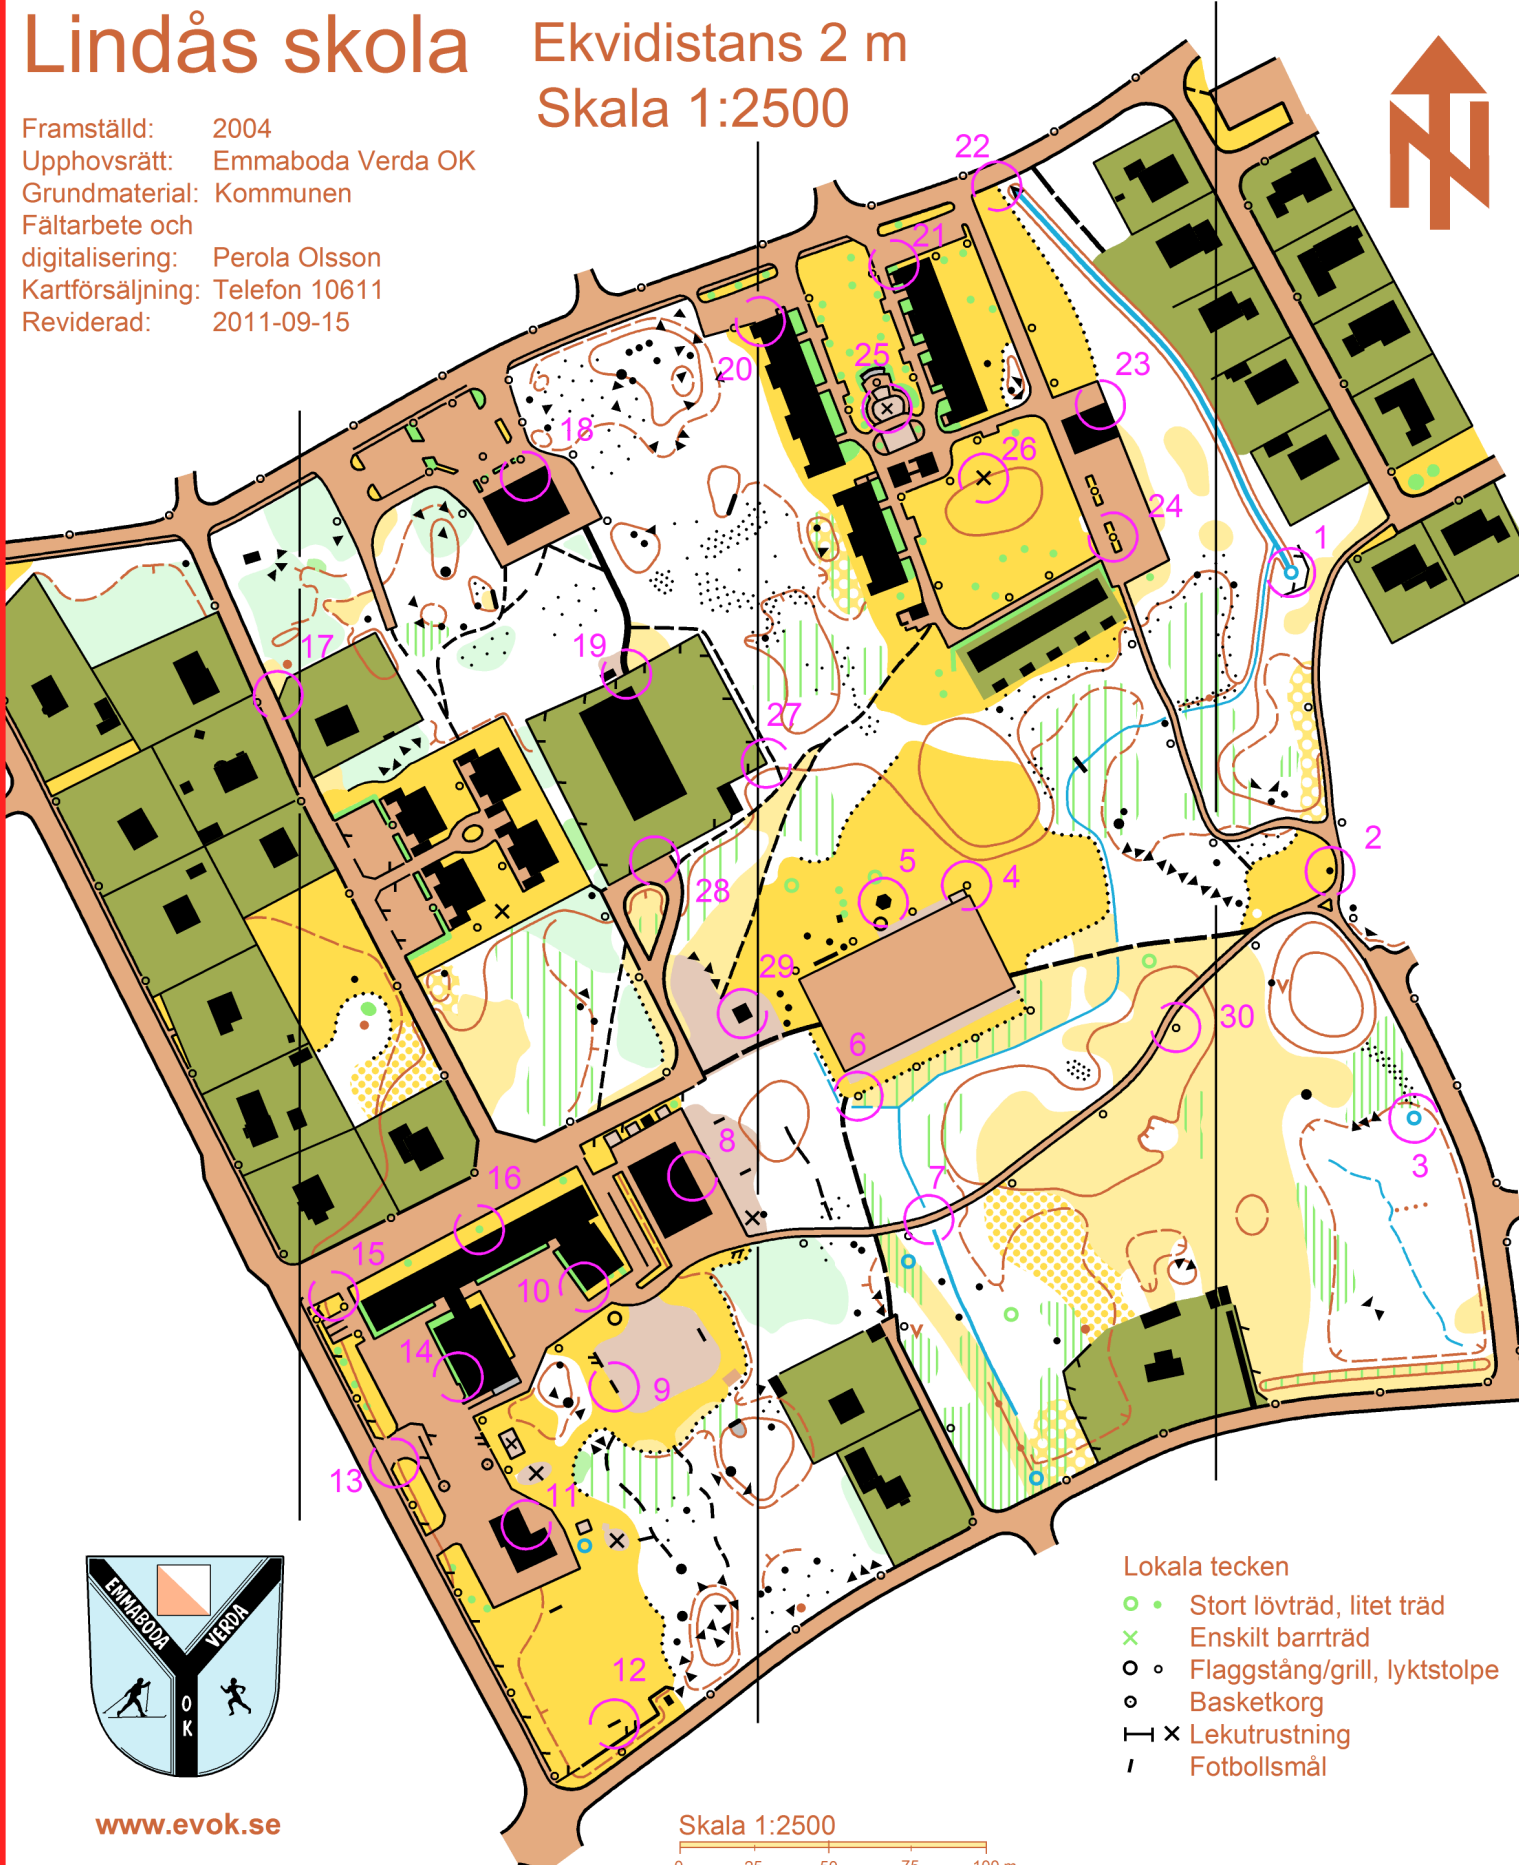 Lindås skola
Ekvidistans 2 m
Skala 1:2500
Framställd: 2004
Upphovsrätt: Emmaboda Verda OK
Grundmaterial: Kommunen
Fältarbete och
digitalisering: Perola Olsson
Kartförsäljning: Telefon 10611
Reviderad: 2011-09-15
N
22
21
20
25
23
18
26
24
1
17
19
27
2
5
4
28
29
30
6
3
8
7
16
15
10
14
9
13
11
12
EMMABODA
VERDA
OK
www.evok.se
Lokala tecken
Stort lövträd, litet träd
Enskilt barrträd
Flaggstång/grill, lyktstolpe
Basketkorg
Lekutrustning
Fotbollsmål
Skala 1:2500
0 25 50 75 100 m